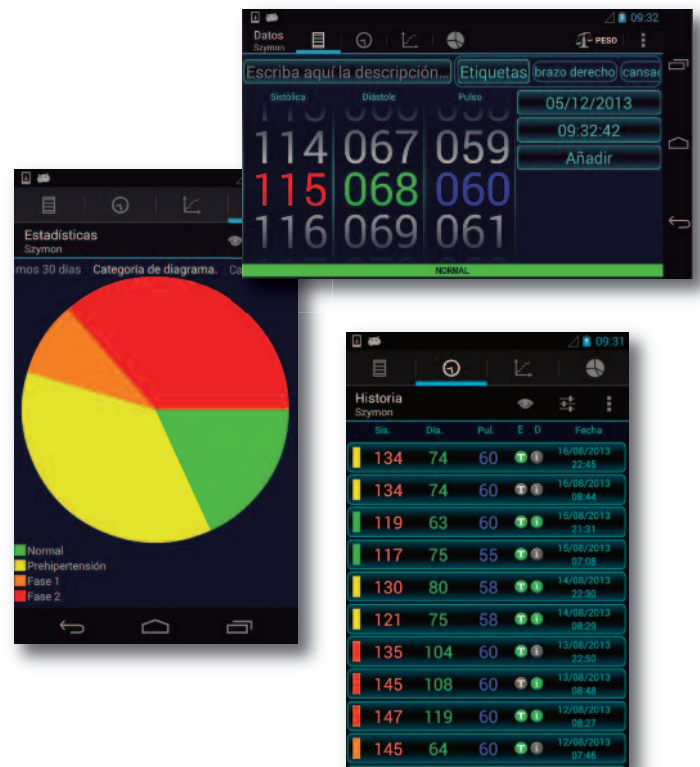 09:32
Datos
Szymon
PESO
Escriba aquí la descripción... Etiquetas brazo derecho cansad
Sistólica Diástole Pulso
05/12/2013
09:32:42
Añadir
114 067 059
115 068 060
116 069 061
NORMAL
Estadísticas
Szymon
mos 30 días Categoría de diagrama. Ca
Normal
Prehipertensión
Fase 1
Fase 2
09:31
Historia
Szymon
Sis. Día. Pul. E D Fecha
134 74 60 T i 16/08/2013 22:45
134 74 60 T i 16/08/2013 08:44
119 63 60 T i 15/08/2013 21:31
117 75 55 T i 15/08/2013 07:08
130 80 58 T i 14/08/2013 22:30
121 75 58 T i 14/08/2013 08:29
135 104 60 T i 13/08/2013 22:50
145 108 60 T i 13/08/2013 08:48
147 119 60 T i 12/08/2013 08:27
145 64 60 T i 12/08/2013 07:46